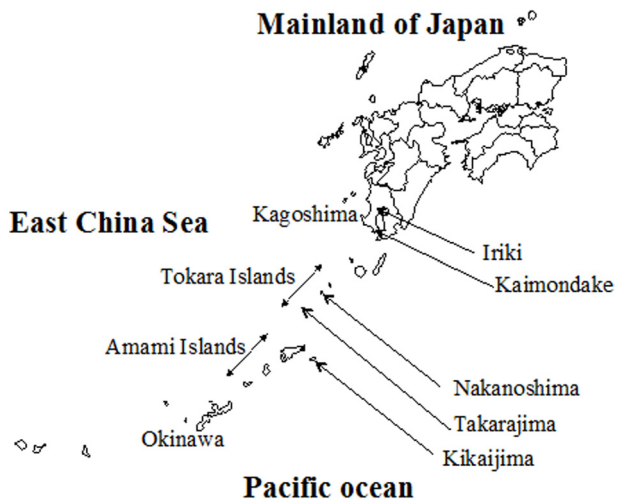 Mainland of Japan
Kagoshima
East China Sea
Iriki
Tokara Islands
Kaimondake
Amami Islands
Nakanoshima
Takarajima
Okinawa
Kikaijima
Pacific ocean